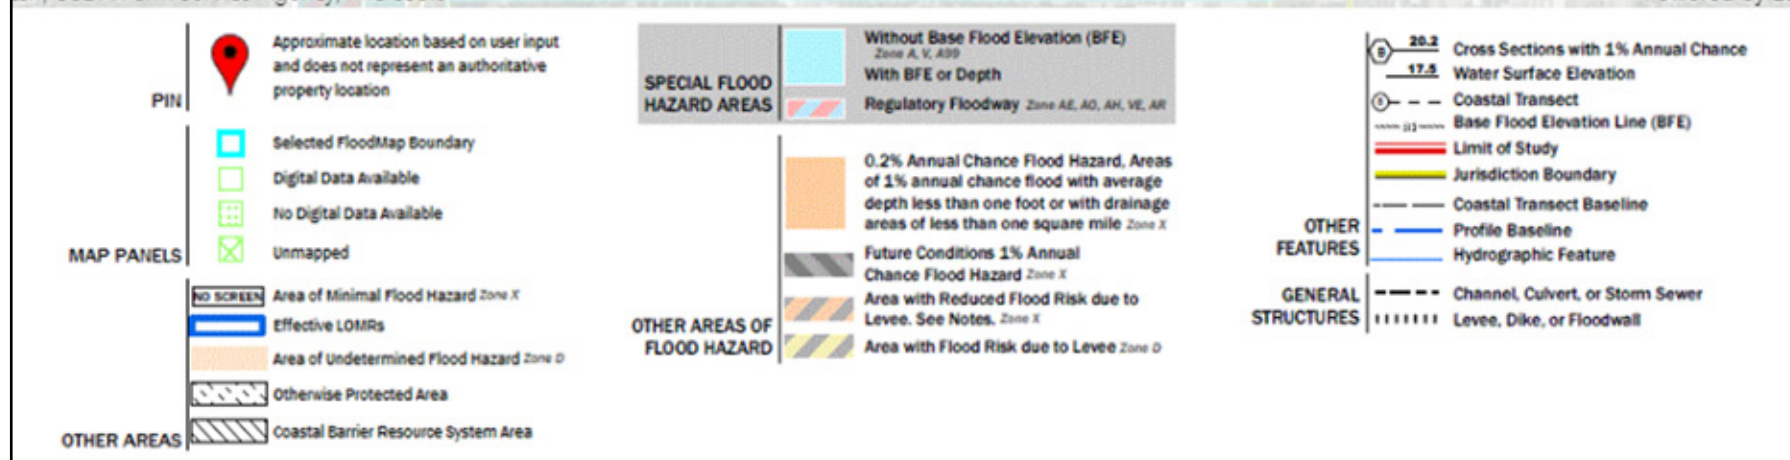 PIN
Approximate location based on user input
and does not represent an authoritative
property location
MAP PANELS
Selected FloodMap Boundary
Digital Data Available
No Digital Data Available
Unmapped
OTHER AREAS
NO SCREEN Area of Minimal Flood Hazard Zone X
Effective LOMRs
Area of Undetermined Flood Hazard Zone D
Otherwise Protected Area
Coastal Barrier Resource System Area
SPECIAL FLOOD
HAZARD AREAS
Without Base Flood Elevation (BFE)
Zone A, V, A99
With BFE or Depth
Regulatory Floodway Zone AE, AO, AH, VE, AR
OTHER AREAS OF
FLOOD HAZARD
0.2% Annual Chance Flood Hazard, Areas
of 1% annual chance flood with average
depth less than one foot or with drainage
areas of less than one square mile Zone X
Future Conditions 1% Annual
Chance Flood Hazard Zone X
Area with Reduced Flood Risk due to
Levee. See Notes. Zone X
Area with Flood Risk due to Levee Zone D
OTHER
FEATURES
20.2 Cross Sections with 1% Annual Chance
17.5 Water Surface Elevation
Coastal Transect
Base Flood Elevation Line (BFE)
Limit of Study
Jurisdiction Boundary
Coastal Transect Baseline
Profile Baseline
Hydrographic Feature
GENERAL
STRUCTURES
Channel, Culvert, or Storm Sewer
Levee, Dike, or Floodwall